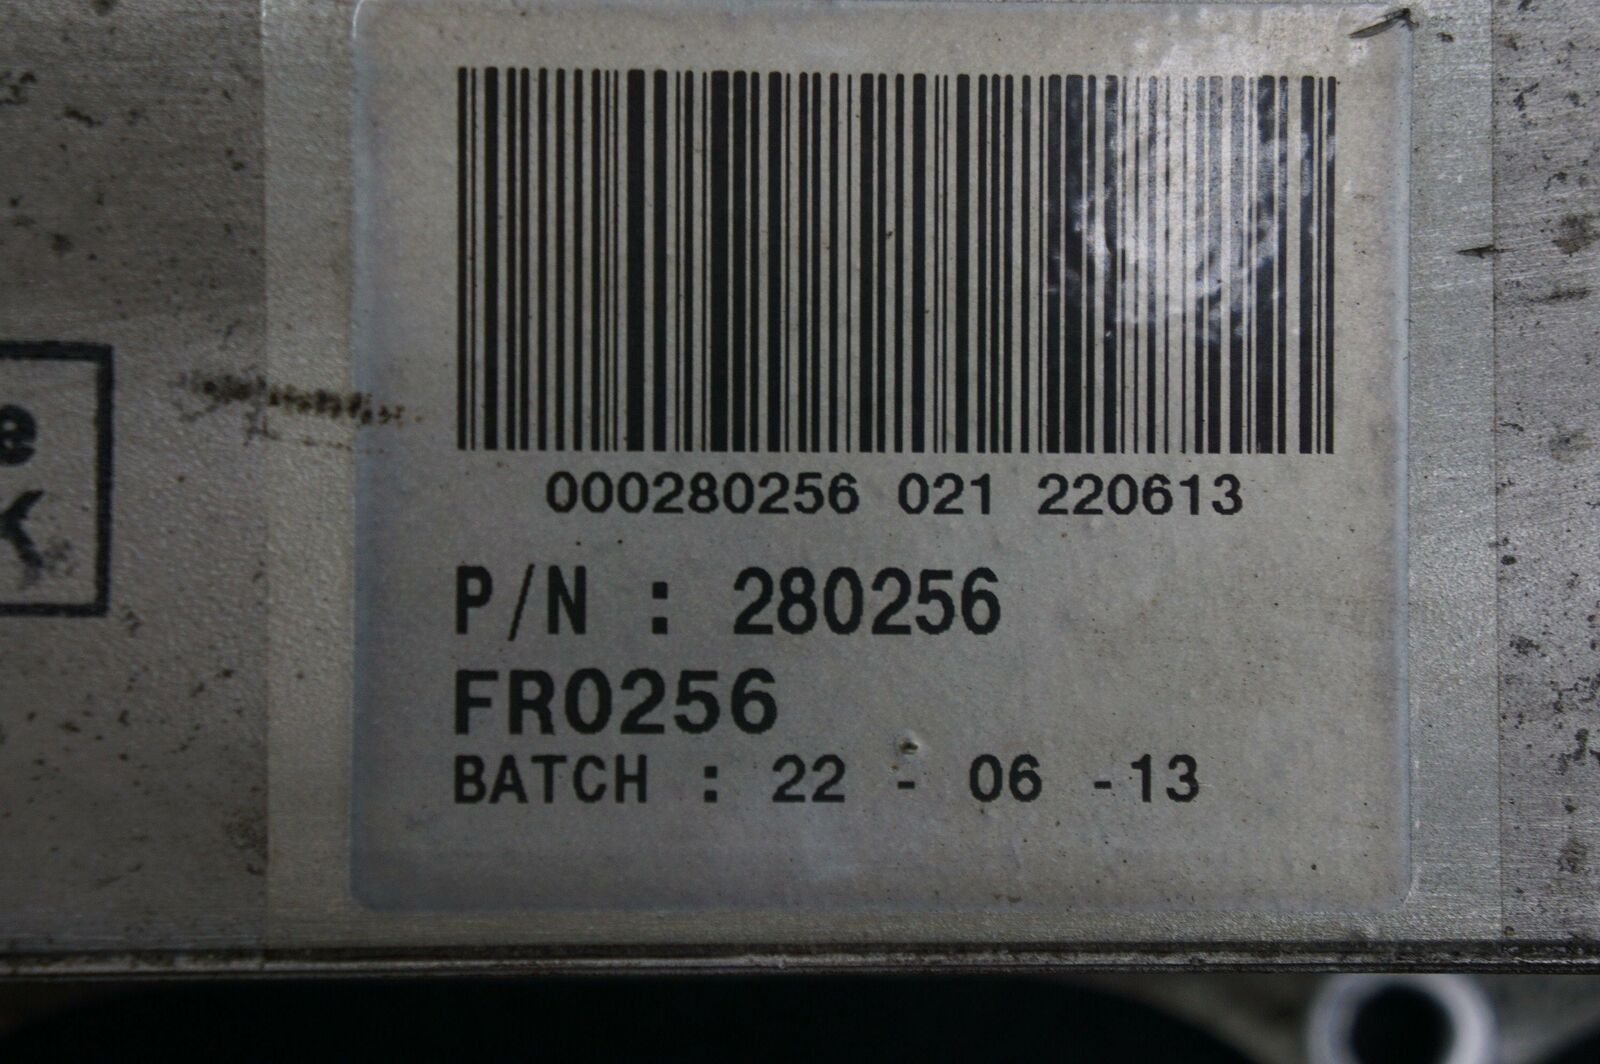 000280256 021 220613
P/N : 280256
FR0256
BATCH : 22 - 06 -13
e
K